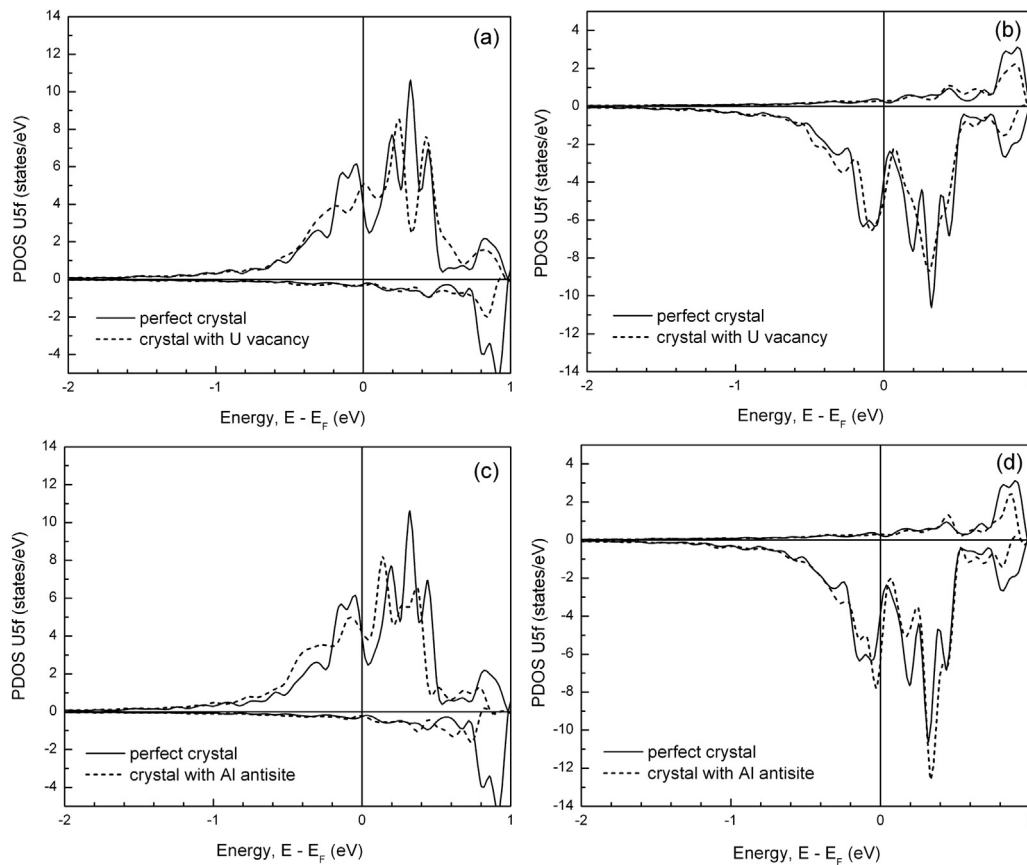 (a)
14
12
10
8
6
4
2
0
-2
-4
PDOS U5f (states/eV)
perfect crystal
crystal with U vacancy
-2
-1
0
1
Energy, E - E_F (eV)
(b)
4
2
0
-2
-4
-6
-8
-10
-12
-14
PDOS U5f (states/eV)
perfect crystal
crystal with U vacancy
-2
-1
0
Energy, E - E_F (eV)
(c)
14
12
10
8
6
4
2
0
-2
-4
PDOS U5f (states/eV)
perfect crystal
crystal with Al antisite
-2
-1
0
1
Energy, E - E_F (eV)
(d)
4
2
0
-2
-4
-6
-8
-10
-12
-14
PDOS U5f (states/eV)
perfect crystal
crystal with Al antisite
-2
-1
0
Energy, E - E_F (eV)